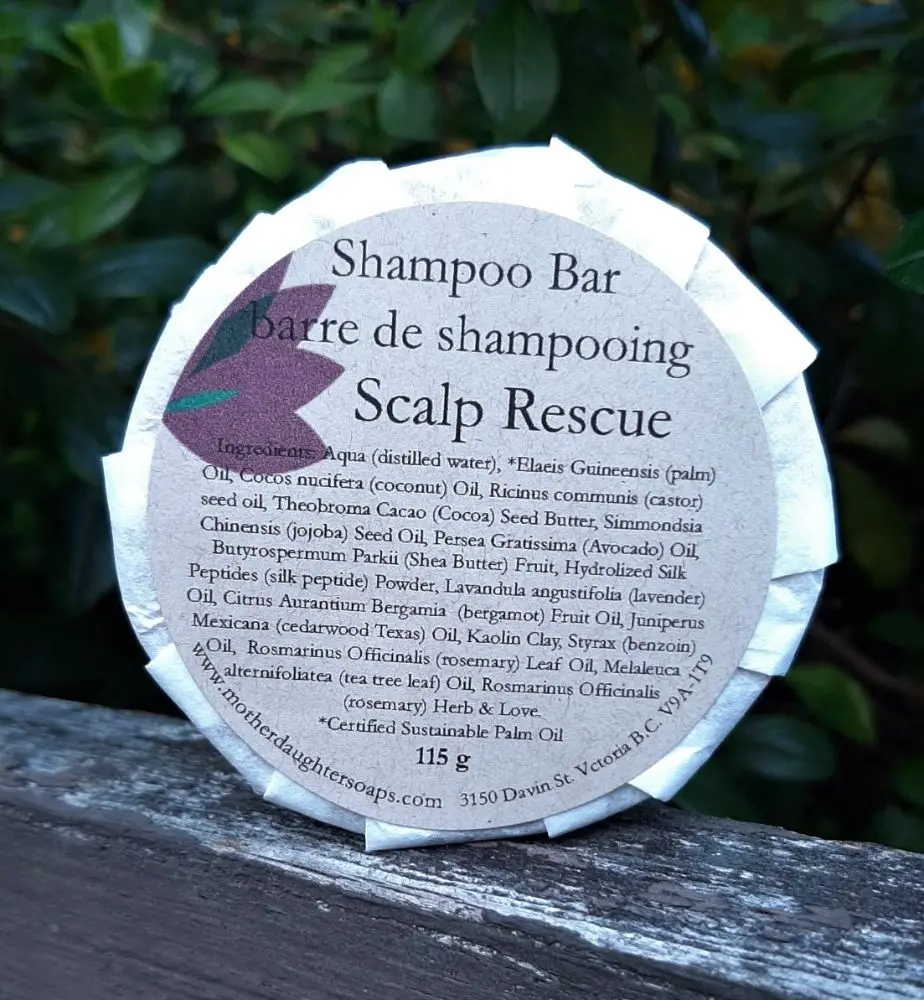 Shampoo Bar
barre de shampooing
Scalp Rescue
Ingredients: Aqua (distilled water), *Elaeis Guineensis (palm)
Oil, Cocos nucifera (coconut) Oil, Ricinus communis (castor)
seed oil, Theobroma Cacao (Cocoa) Seed Butter, Simmondsia
Chinensis (jojoba) Seed Oil, Persea Gratissima (Avocado) Oil,
Butyrospermum Parkii (Shea Butter) Fruit, Hydrolized Silk
Peptides (silk peptide) Powder, Lavandula angustifolia (lavender)
Oil, Citrus Aurantium Bergamia (bergamot) Fruit Oil, Juniperus
Mexicana (cedarwood Texas) Oil, Kaolin Clay, Styrax (benzoin)
Oil, Rosmarinus Officinalis (rosemary) Leaf Oil, Melaleuca
alternifoliatea (tea tree leaf) Oil, Rosmarinus Officinalis
(rosemary) Herb & Love.
*Certified Sustainable Palm Oil
115 g
www.motherdaughtersoaps.com
3150 Davin St. Vctoria B.C. V9A-1T9